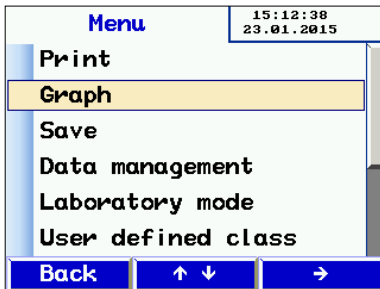 Menu
15:12:38
23.01.2015
Print
Graph
Save
Data management
Laboratory mode
User defined class
Back ↑ ↓ →